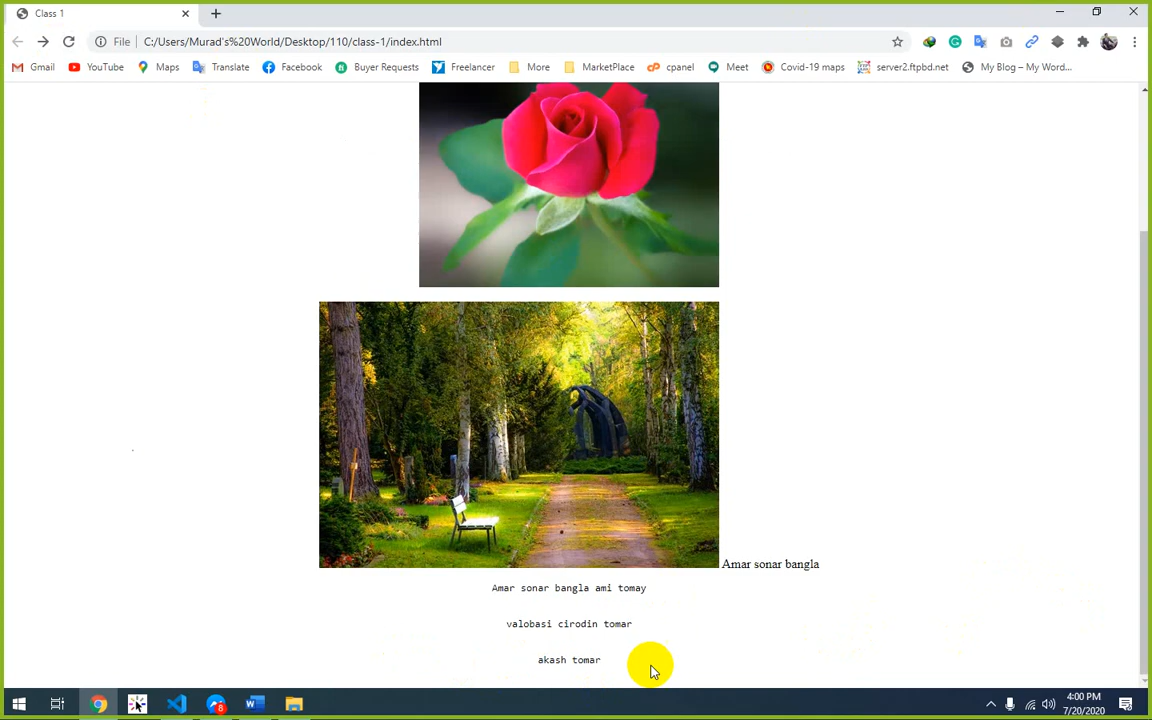 Class 1
File C:/Users/Murad's%20World/Desktop/110/class-1/index.html
Gmail YouTube Maps Translate Facebook Buyer Requests Freelancer More MarketPlace cpanel Meet Covid-19 maps server2.ftpbd.net My Blog – My Word...
Amar sonar bangla
Amar sonar bangla ami tomay
valobasi cirodin tomar
akash tomar
8
4:00 PM
7/20/2020